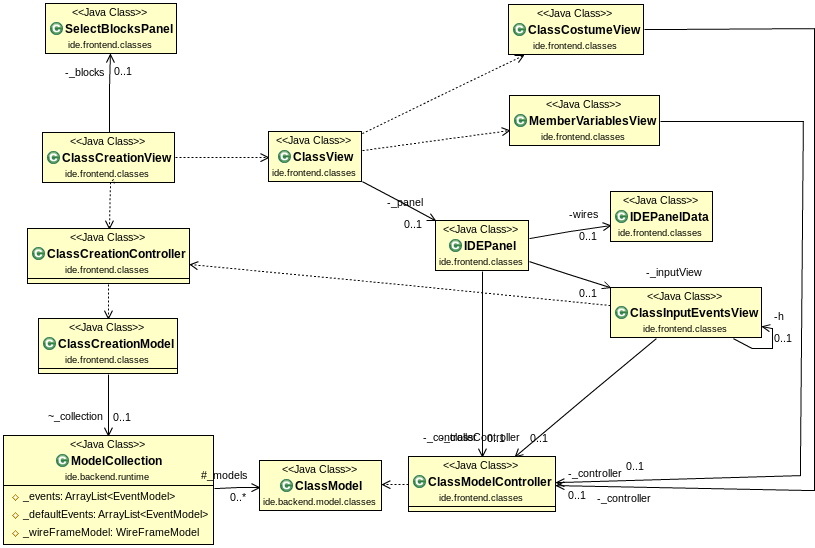 <<Java Class>>
SelectBlocksPanel
ide.frontend.classes
<<Java Class>>
ClassCostumeView
ide.frontend.classes
-_blocks
0..1
<<Java Class>>
MemberVariablesView
ide.frontend.classes
<<Java Class>>
ClassCreationView
ide.frontend.classes
<<Java Class>>
ClassView
ide.frontend.classes
-_panel
0..1
<<Java Class>>
IDEPanelData
ide.frontend.classes
-wires
0..1
<<Java Class>>
IDEPanel
ide.frontend.classes
<<Java Class>>
ClassCreationController
ide.frontend.classes
-_inputView
0..1
<<Java Class>>
ClassInputEventsView
ide.frontend.classes
-h
0..1
<<Java Class>>
ClassCreationModel
ide.frontend.classes
~_collection
0..1
0..1
<<Java Class>>
ModelCollection
ide.backend.runtime
_events: ArrayList<EventModel>
_defaultEvents: ArrayList<EventModel>
_wireFrameModel: WireFrameModel
#_models
0..*
<<Java Class>>
ClassModel
ide.backend.model.classes
<<Java Class>>
ClassModelController
ide.frontend.classes
-_controller
0..1
0..1
-_controller